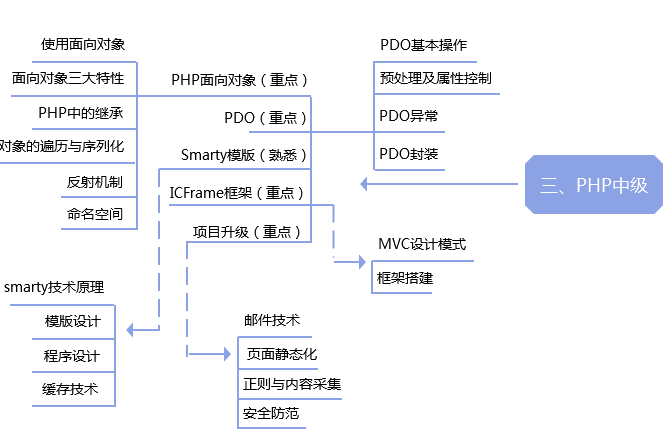 三、PHP中级
PHP面向对象（重点）
使用面向对象
面向对象三大特性
PHP中的继承
对象的遍历与序列化
反射机制
命名空间
PDO（重点）
PDO基本操作
预处理及属性控制
PDO异常
PDO封装
Smarty模版（熟悉）
smarty技术原理
模版设计
程序设计
缓存技术
ICFrame框架（重点）
MVC设计模式
框架搭建
项目升级（重点）
邮件技术
页面静态化
正则与内容采集
安全防范